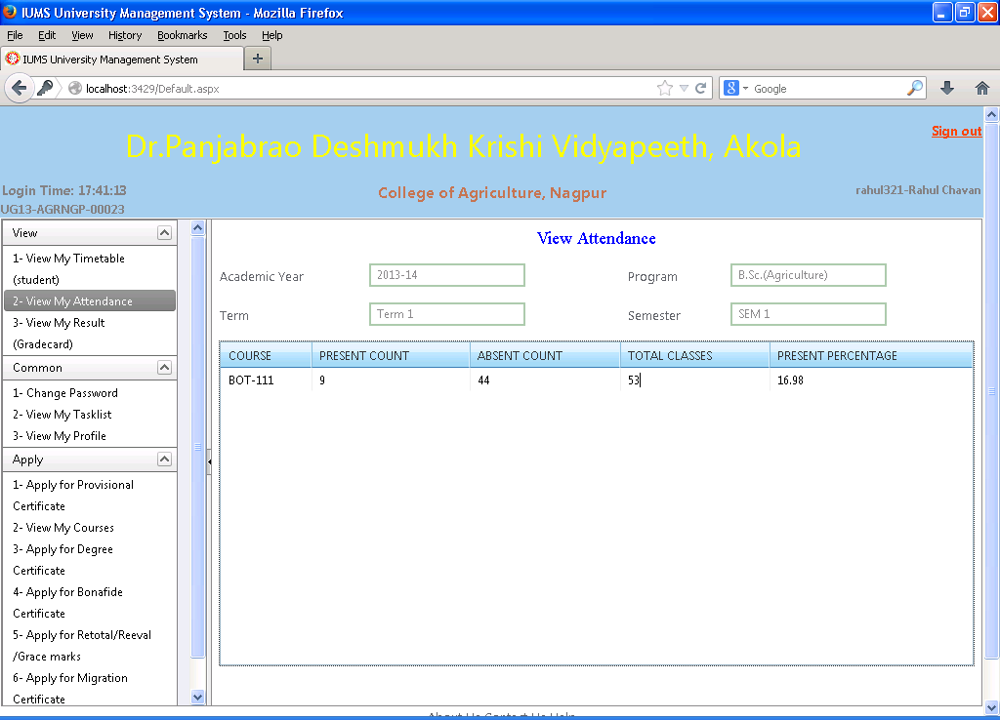 IUMS University Management System - Mozilla Firefox
File Edit View History Bookmarks Tools Help
IUMS University Management System
localhost:3429/Default.aspx
Google
Sign out
Dr.Panjabrao Deshmukh Krishi Vidyapeeth, Akola
Login Time: 17:41:13
College of Agriculture, Nagpur
rahul321-Rahul Chavan
UG13-AGRNGP-00023
View
1- View My Timetable
(student)
2- View My Attendance
3- View My Result
(Gradecard)
Common
1- Change Password
2- View My Tasklist
3- View My Profile
Apply
1- Apply for Provisional
Certificate
2- View My Courses
3- Apply for Degree
Certificate
4- Apply for Bonafide
Certificate
5- Apply for Retotal/Reeval
/Grace marks
6- Apply for Migration
Certificate
View Attendance
Academic Year 2013-14 Program B.Sc.(Agriculture)
Term Term 1 Semester SEM 1
COURSE PRESENT COUNT ABSENT COUNT TOTAL CLASSES PRESENT PERCENTAGE
BOT-111 9 44 53 16.98
About Us Contact Us Help